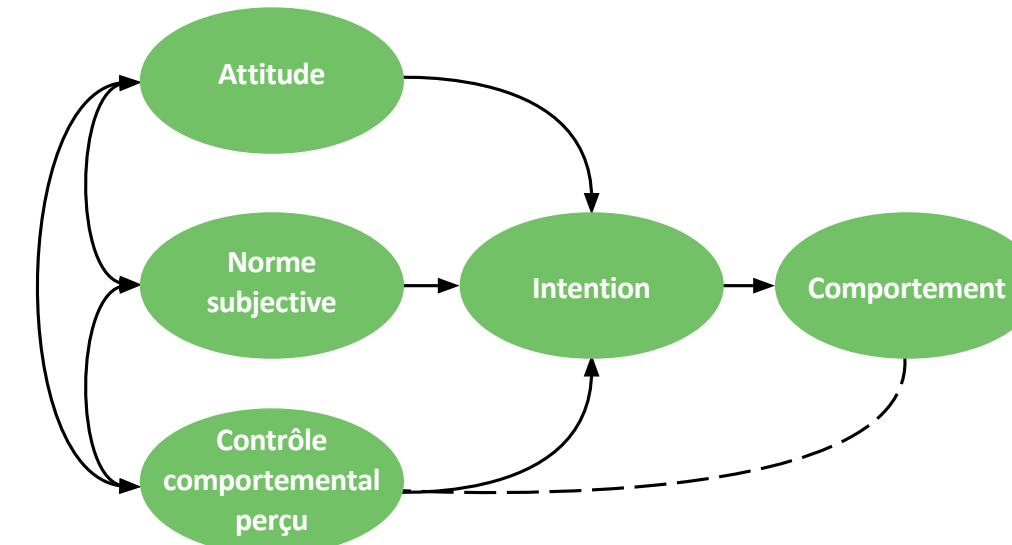 Attitude
Norme
subjective
Intention
Comportement
Contrôle
comportemental
perçu